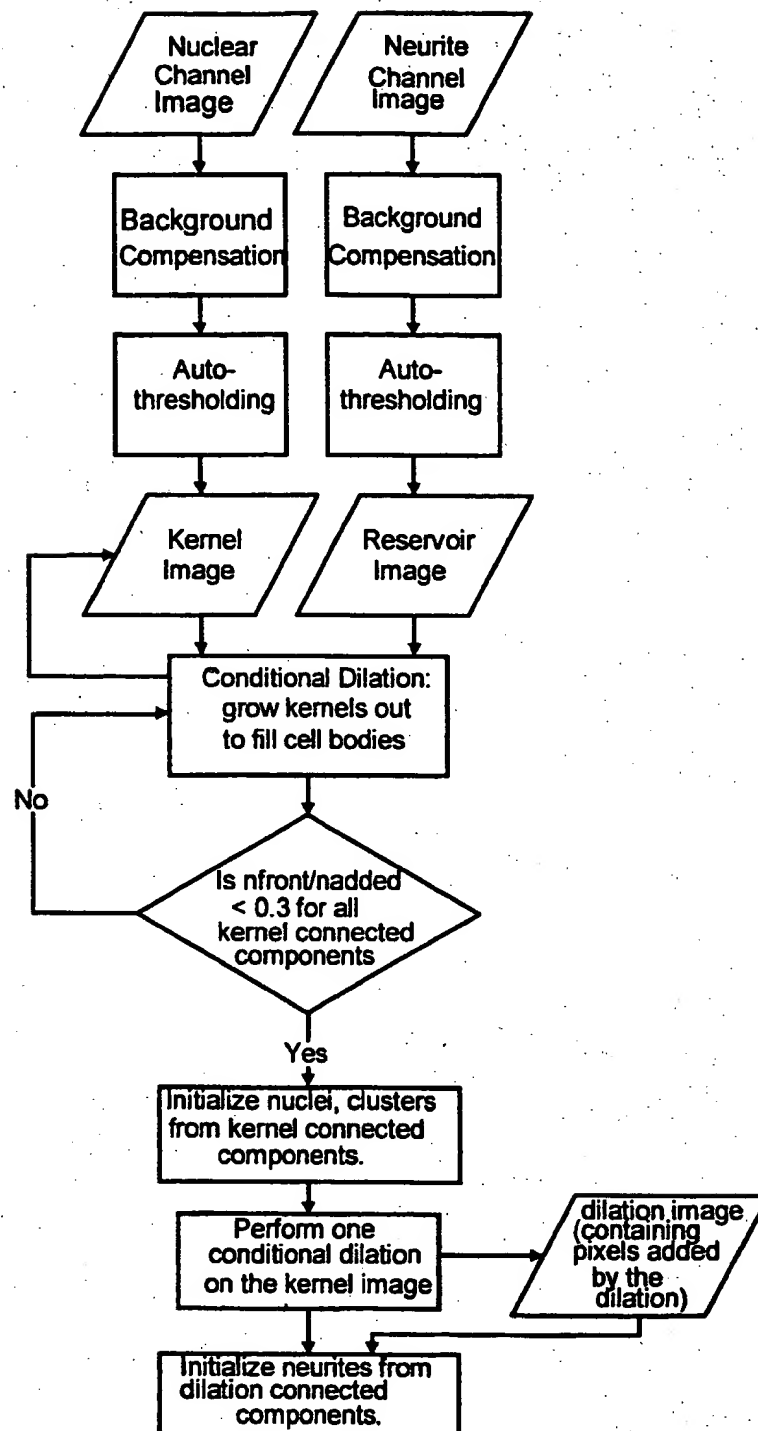 Nuclear
Channel
Image
Neurite
Channel
Image
Background
Compensation
Background
Compensation
Auto-
thresholding
Auto-
thresholding
Kernel
Image
Reservoir
Image
Conditional Dilation:
grow kernels out
to fill cell bodies
No
Is nfront/nadded
< 0.3 for all
kernel connected
components
Yes
Initialize nuclei, clusters
from kernel connected
components.
Perform one
conditional dilation
on the kernel image
dilation image
(containing
pixels added
by the
dilation)
Initialize neurites from
dilation connected
components.